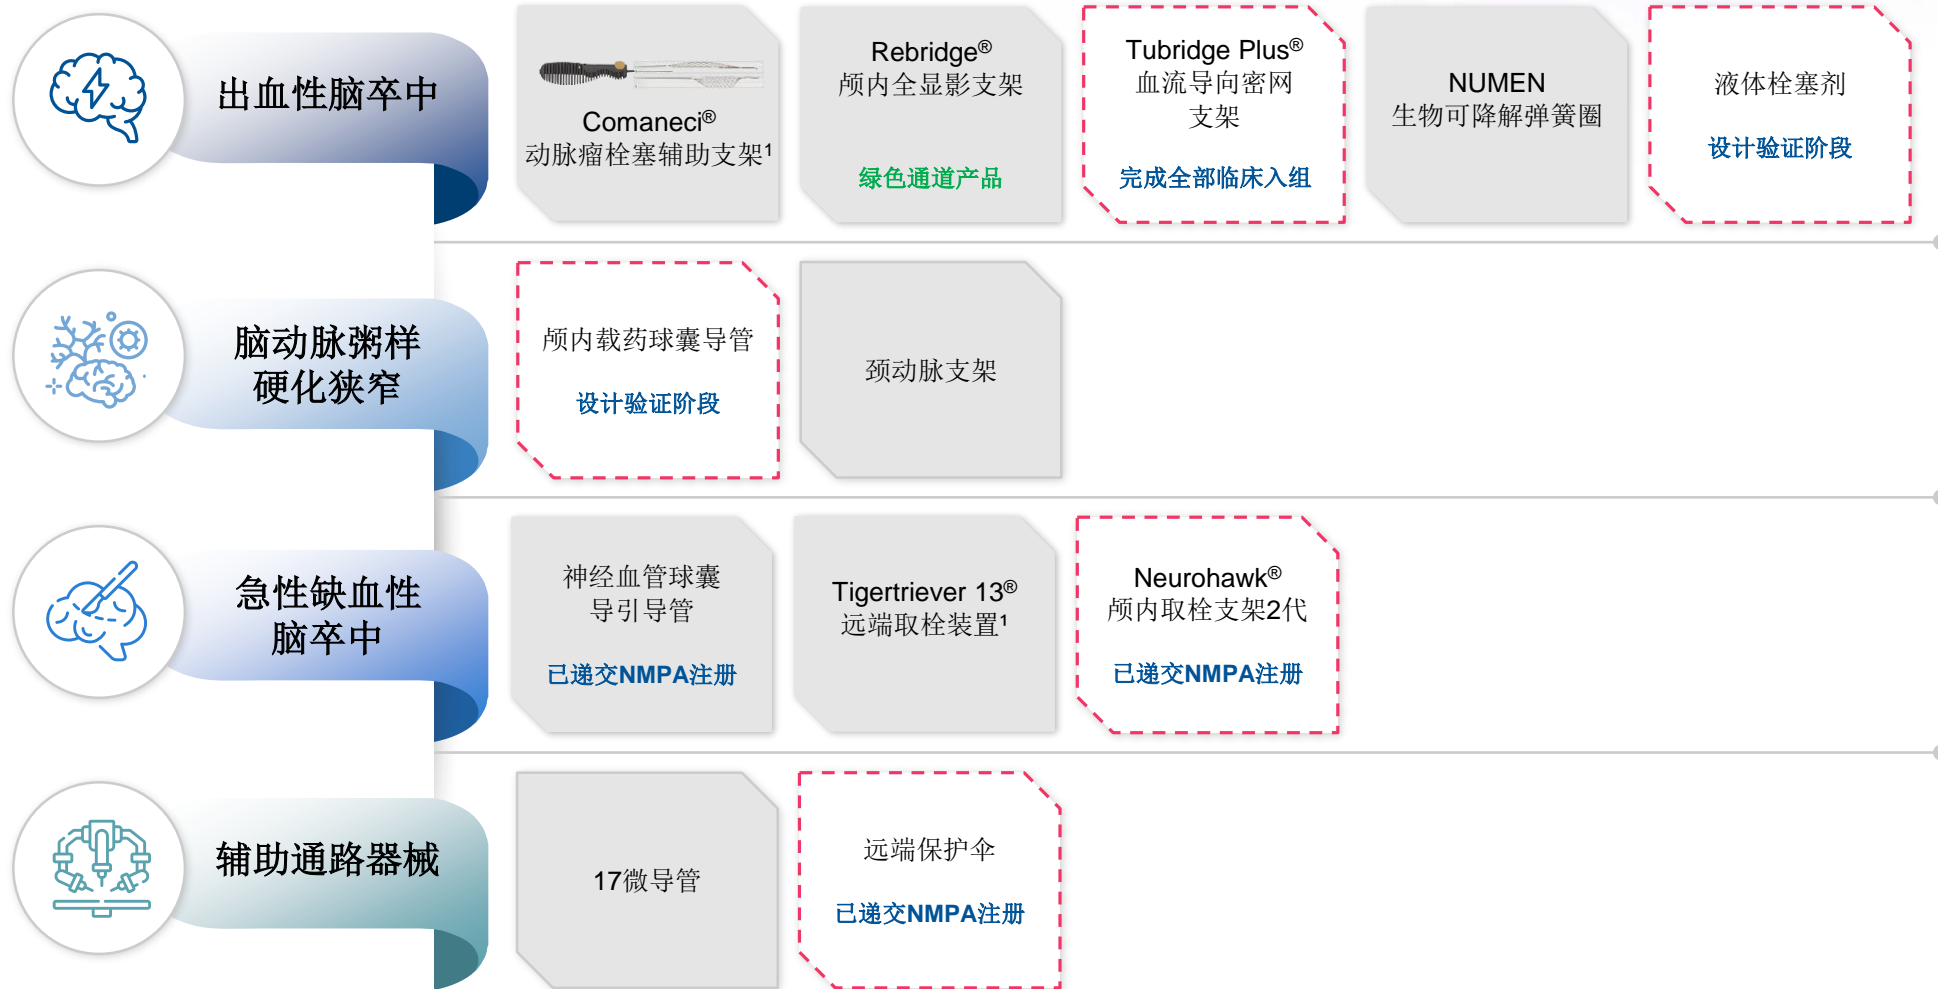 出血性脑卒中
Comaneci®
动脉瘤栓塞辅助支架¹
Rebridge®
颅内全显影支架
绿色通道产品
Tubridge Plus®
血流导向密网
支架
完成全部临床入组
NUMEN
生物可降解弹簧圈
液体栓塞剂
设计验证阶段
脑动脉粥样
硬化狭窄
颅内载药球囊导管
设计验证阶段
颈动脉支架
急性缺血性
脑卒中
神经血管球囊
导引导管
已递交NMPA注册
Tigertriever 13®
远端取栓装置¹
Neurohawk®
颅内取栓支架2代
已递交NMPA注册
辅助通路器械
17微导管
远端保护伞
已递交NMPA注册